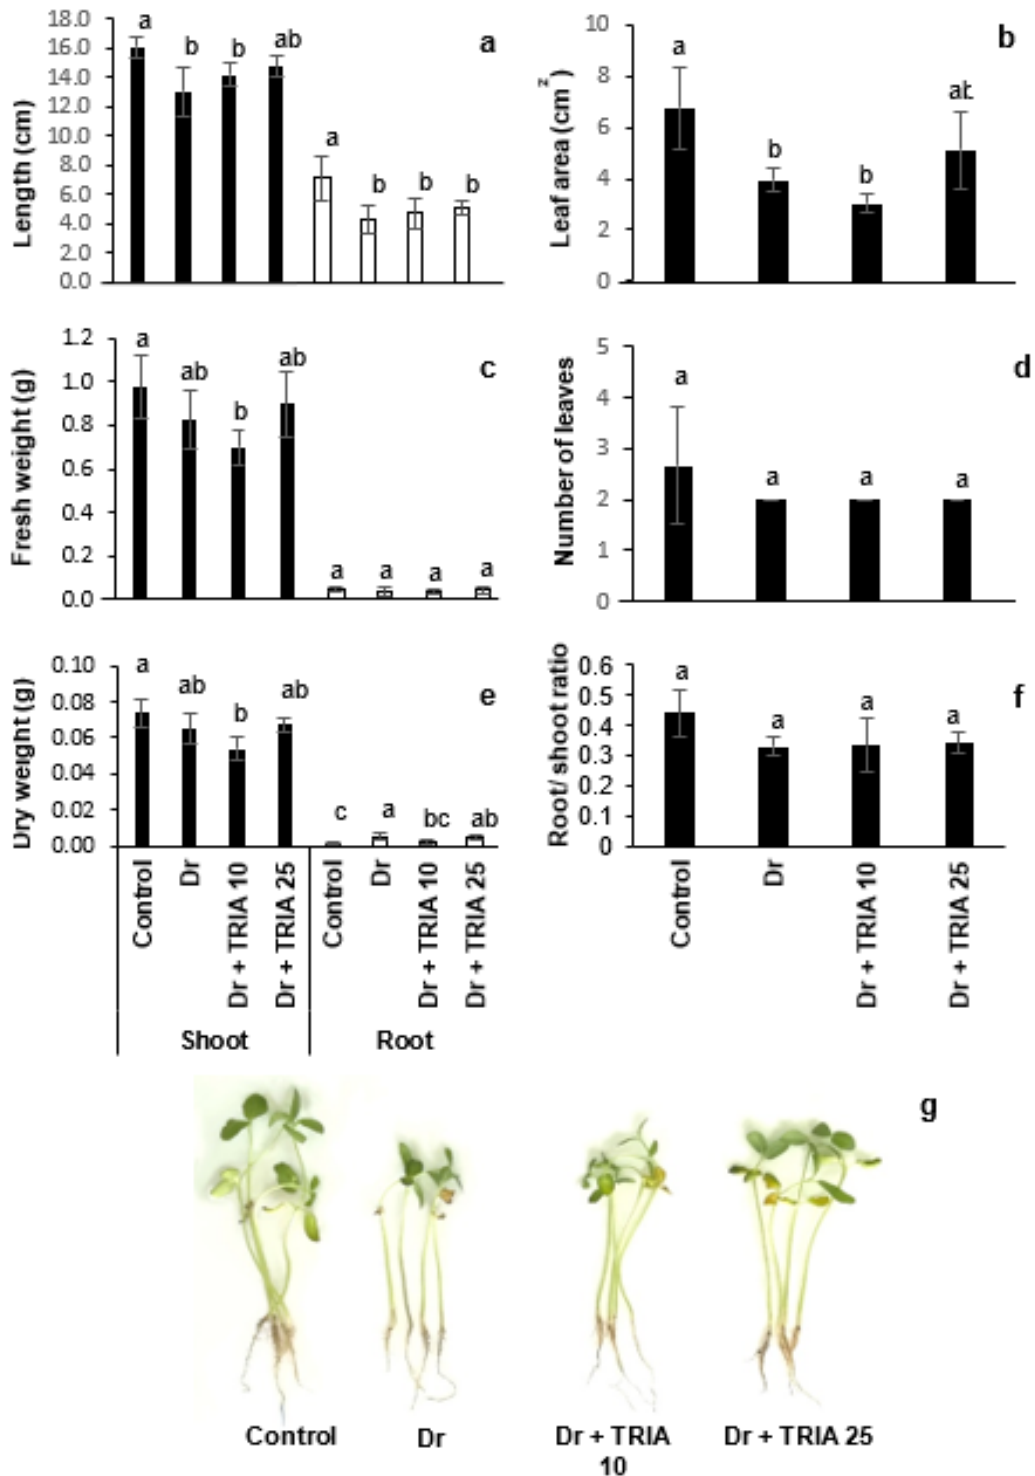 Length (cm)
18.0
16.0
14.0
12.0
10.0
8.0
6.0
4.0
2.0
0.0
a
b
b
ab
a
b
b
b
a
Leaf area (cm²)
10
8
6
4
2
0
a
b
b
ab
b
Fresh weight (g)
1.2
1.0
0.8
0.6
0.4
0.2
0.0
a
ab
b
ab
a
a
a
a
c
Number of leaves
5
4
3
2
1
0
a
a
a
a
d
Dry weight (g)
0.10
0.08
0.06
0.04
0.02
0.00
a
ab
b
ab
c
a
bc
ab
e
Control
Dr
Dr + TRIA 10
Dr + TRIA 25
Control
Dr
Dr + TRIA 10
Dr + TRIA 25
Shoot
Root
Root/ shoot ratio
0.6
0.5
0.4
0.3
0.2
0.1
0
a
a
a
a
f
Control
Dr
Dr + TRIA 10
Dr + TRIA 25
g
Control
Dr
Dr + TRIA
10
Dr + TRIA 25